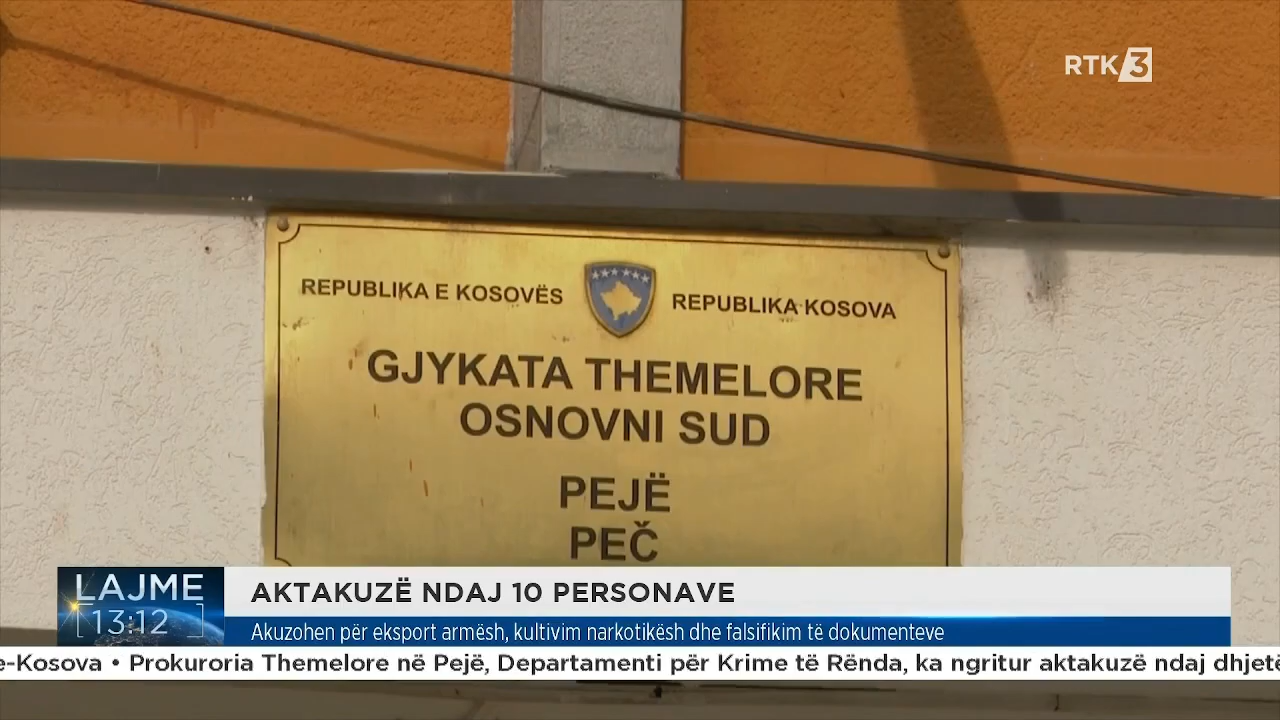 RTK 3
REPUBLIKA E KOSOVËS
REPUBLIKA KOSOVA
GJYKATA THEMELORE
OSNOVNI SUD
PEJË
PEČ
LAJME
13:12
AKTAKUZË NDAJ 10 PERSONAVE
Akuzohen për eksport armësh, kultivim narkotikësh dhe falsifikim të dokumenteve
e-Kosova • Prokuroria Themelore në Pejë, Departamenti për Krime të Rënda, ka ngritur aktakuzë ndaj dhjetë